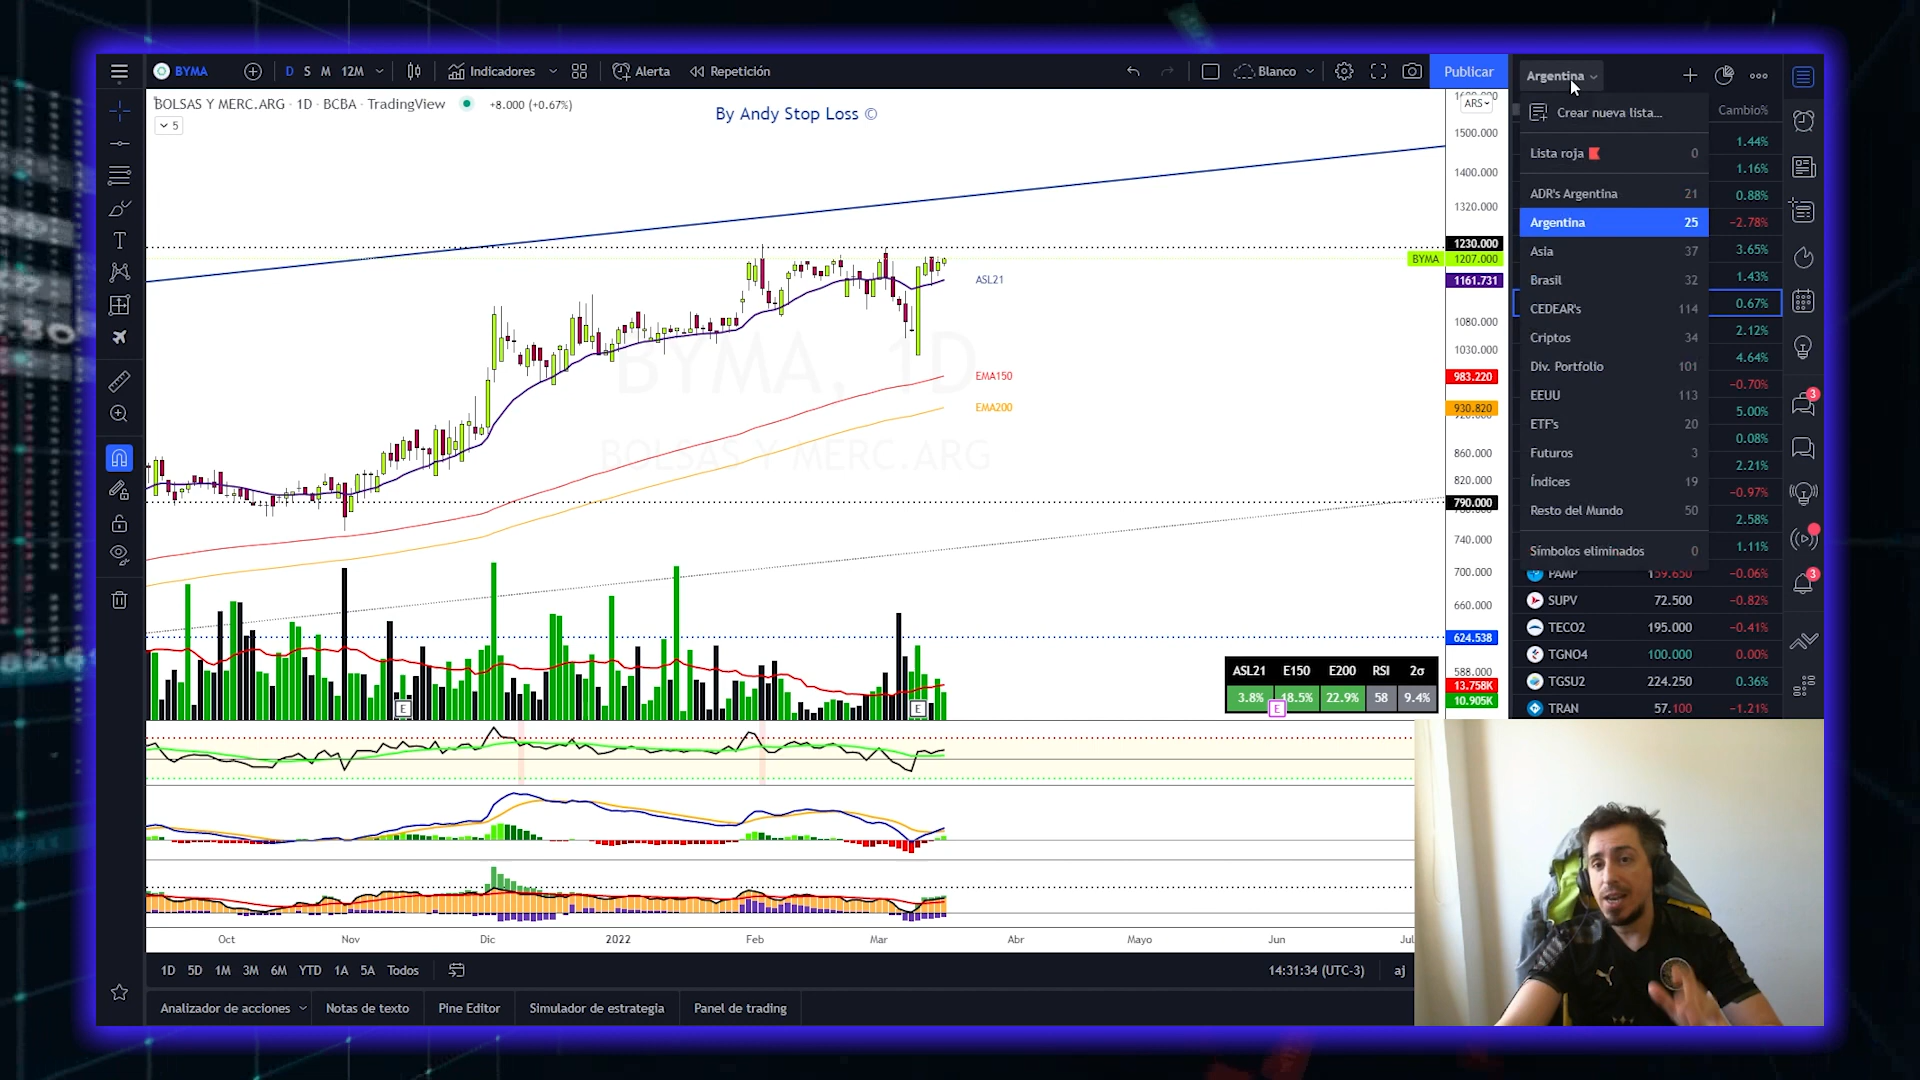 BYMA
D S M 12M
Indicadores
Alerta
Repetición
Blanco
Publicar
BOLSAS Y MERC.ARG · 1D · BCBA · TradingView
+8.000 (+0.67%)
5
By Andy Stop Loss ©
ARS
1500.000
1400.000
1320.000
1230.000
BYMA 1207.000
1161.731
1080.000
1030.000
983.220
930.820
860.000
820.000
790.000
740.000
700.000
660.000
624.538
588.000
13.758K
10.905K
ASL21
EMA150
EMA200
BYMA, 1D
BOLSAS Y MERC.ARG
ASL21 E150 E200 RSI 2σ
3.8% 18.5% 22.9% 58 9.4%
E
E
E
Oct Nov Dic 2022 Feb Mar Abr Mayo Jun Jul
1D 5D 1M 3M 6M YTD 1A 5A Todos
14:31:34 (UTC-3)
aj
Analizador de acciones
Notas de texto
Pine Editor
Simulador de estrategia
Panel de trading
Argentina
Crear nueva lista...
Lista roja 0
ADR's Argentina 21
Argentina 25
Asia 37
Brasil 32
CEDEAR's 114
Criptos 34
Div. Portfolio 101
EEUU 113
ETF's 20
Futuros 3
Índices 19
Resto del Mundo 50
Símbolos eliminados 0
Cambio%
1.44%
1.16%
0.88%
−2.78%
3.65%
1.43%
0.67%
2.12%
4.64%
−0.70%
5.00%
0.08%
2.21%
−0.97%
2.58%
1.11%
PAMP 159.650 −0.06%
SUPV 72.500 −0.82%
TECO2 195.000 −0.41%
TGNO4 100.000 0.00%
TGSU2 224.250 0.36%
TRAN 57.100 −1.21%
3
3